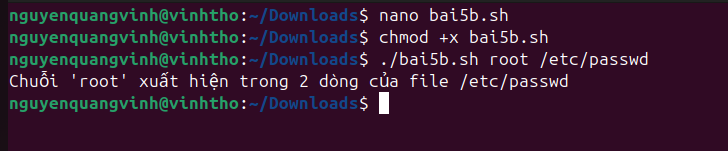 nguyenquangvinh@vinhtho:~/Downloads$ nano bai5b.sh
nguyenquangvinh@vinhtho:~/Downloads$ chmod +x bai5b.sh
nguyenquangvinh@vinhtho:~/Downloads$ ./bai5b.sh root /etc/passwd
Chuỗi 'root' xuất hiện trong 2 dòng của file /etc/passwd
nguyenquangvinh@vinhtho:~/Downloads$